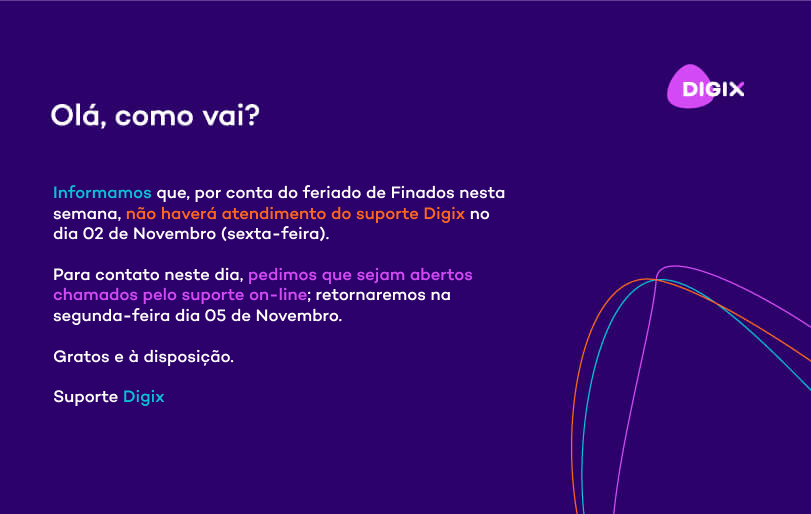 DIGIX
Olá, como vai?
Informamos que, por conta do feriado de Finados nesta
semana, não haverá atendimento do suporte Digix no
dia 02 de Novembro (sexta-feira).
Para contato neste dia, pedimos que sejam abertos
chamados pelo suporte on-line; retornaremos na
segunda-feira dia 05 de Novembro.
Gratos e à disposição.
Suporte Digix